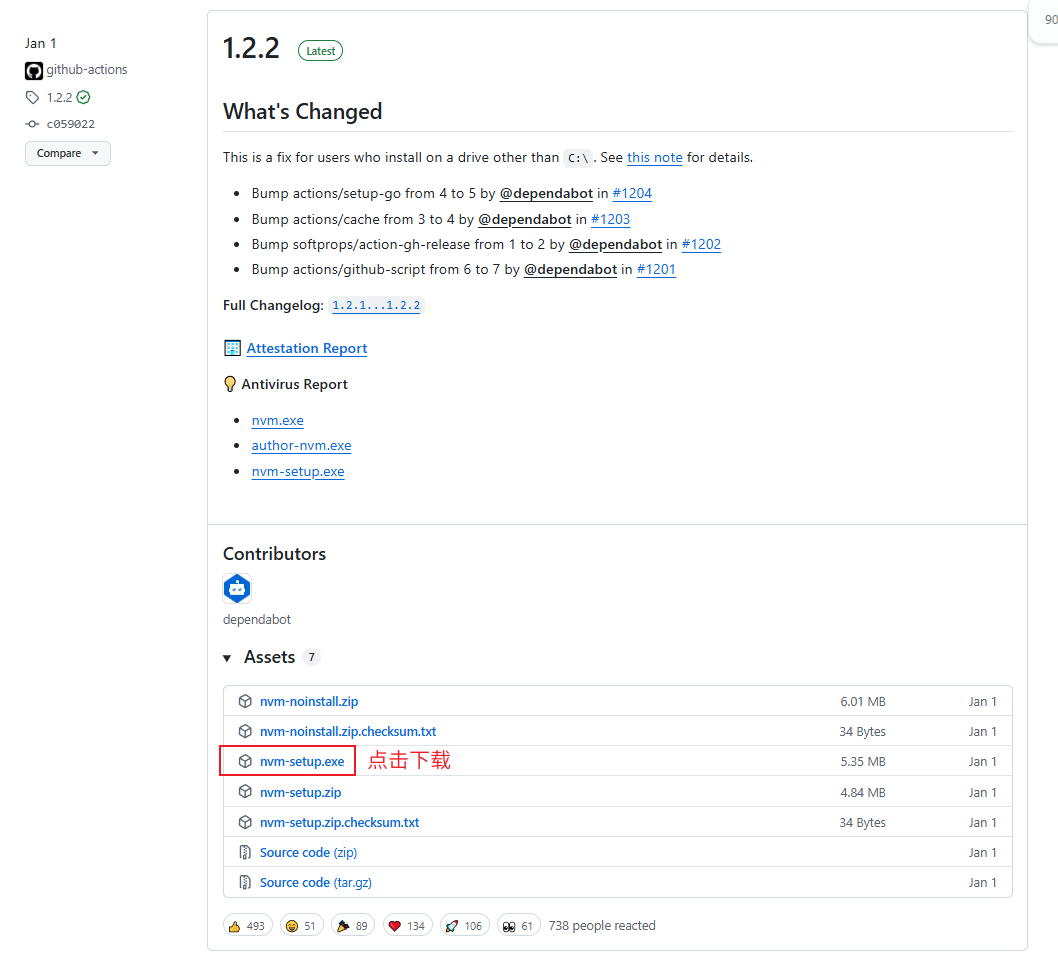 Jan 1
github-actions
1.2.2
c059022
Compare
90
1.2.2 Latest
What's Changed
This is a fix for users who install on a drive other than C:\. See this note for details.
Bump actions/setup-go from 4 to 5 by @dependabot in #1204
Bump actions/cache from 3 to 4 by @dependabot in #1203
Bump softprops/action-gh-release from 1 to 2 by @dependabot in #1202
Bump actions/github-script from 6 to 7 by @dependabot in #1201
Full Changelog: 1.2.1...1.2.2
Attestation Report
Antivirus Report
nvm.exe
author-nvm.exe
nvm-setup.exe
Contributors
dependabot
Assets 7
nvm-noinstall.zip 6.01 MB Jan 1
nvm-noinstall.zip.checksum.txt 34 Bytes Jan 1
nvm-setup.exe 点击下载 5.35 MB Jan 1
nvm-setup.zip 4.84 MB Jan 1
nvm-setup.zip.checksum.txt 34 Bytes Jan 1
Source code (zip) Jan 1
Source code (tar.gz) Jan 1
493 51 89 134 106 61 738 people reacted